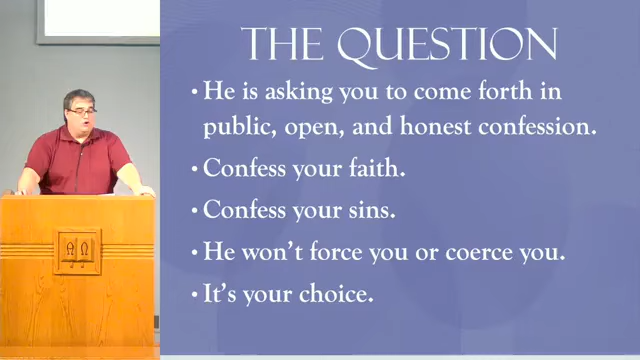 THE QUESTION
• He is asking you to come forth in
public, open, and honest confession.
• Confess your faith.
• Confess your sins.
• He won't force you or coerce you.
• It's your choice.
Α Ω